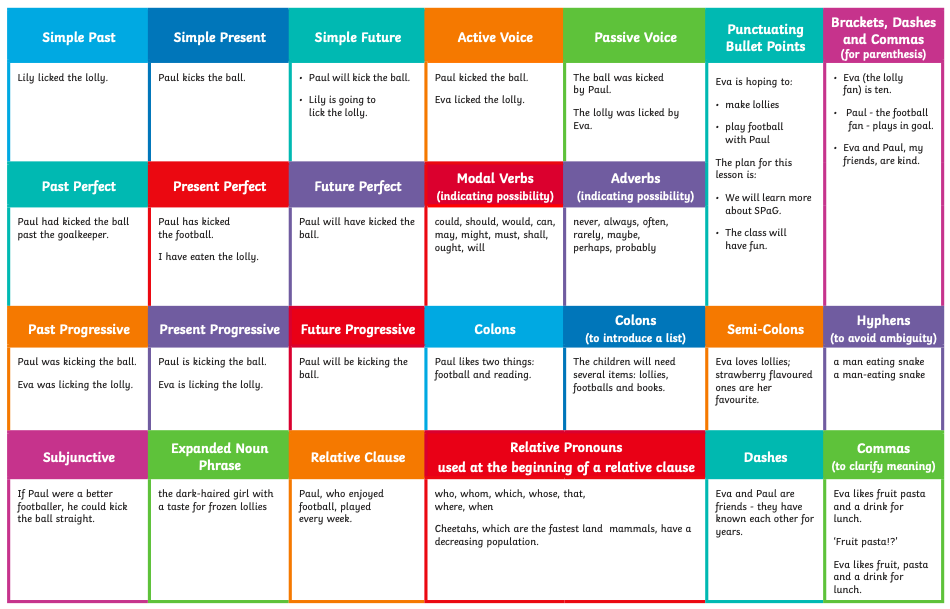 Simple Past
Lily licked the lolly.
Simple Present
Paul kicks the ball.
Simple Future
• Paul will kick the ball.
• Lily is going to
lick the lolly.
Active Voice
Paul kicked the ball.
Eva licked the lolly.
Passive Voice
The ball was kicked
by Paul.
The lolly was licked by
Eva.
Punctuating
Bullet Points
Eva is hoping to:
• make lollies
• play football
with Paul
The plan for this
lesson is:
• We will learn more
about SPaG.
• The class will
have fun.
Brackets, Dashes
and Commas
(for parenthesis)
• Eva (the lolly
fan) is ten.
• Paul - the football
fan - plays in goal.
• Eva and Paul, my
friends, are kind.
Past Perfect
Paul had kicked the ball
past the goalkeeper.
Present Perfect
Paul has kicked
the football.
I have eaten the lolly.
Future Perfect
Paul will have kicked the
ball.
Modal Verbs
(indicating possibility)
could, should, would, can,
may, might, must, shall,
ought, will
Adverbs
(indicating possibility)
never, always, often,
rarely, maybe,
perhaps, probably
Past Progressive
Paul was kicking the ball.
Eva was licking the lolly.
Present Progressive
Paul is kicking the ball.
Eva is licking the lolly.
Future Progressive
Paul will be kicking the
ball.
Colons
Paul likes two things:
football and reading.
Colons
(to introduce a list)
The children will need
several items: lollies,
footballs and books.
Semi-Colons
Eva loves lollies;
strawberry flavoured
ones are her
favourite.
Hyphens
(to avoid ambiguity)
a man eating snake
a man-eating snake
Subjunctive
If Paul were a better
footballer, he could kick
the ball straight.
Expanded Noun
Phrase
the dark-haired girl with
a taste for frozen lollies
Relative Clause
Paul, who enjoyed
football, played
every week.
Relative Pronouns
used at the beginning of a relative clause
who, whom, which, whose, that,
where, when
Cheetahs, which are the fastest land mammals, have a
decreasing population.
Dashes
Eva and Paul are
friends - they have
known each other for
years.
Commas
(to clarify meaning)
Eva likes fruit pasta
and a drink for
lunch.
‘Fruit pasta!?’
Eva likes fruit, pasta
and a drink for
lunch.